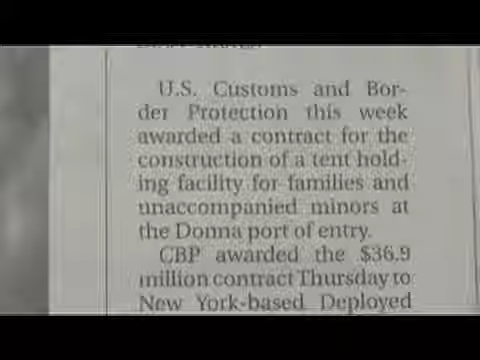 U.S. Customs and Bor-
der Protection this week
awarded a contract for the
construction of a tent hold-
ing facility for families and
unaccompanied minors at
the Donna port of entry.
CBP awarded the $36.9
million contract Thursday to
New York-based Deployed